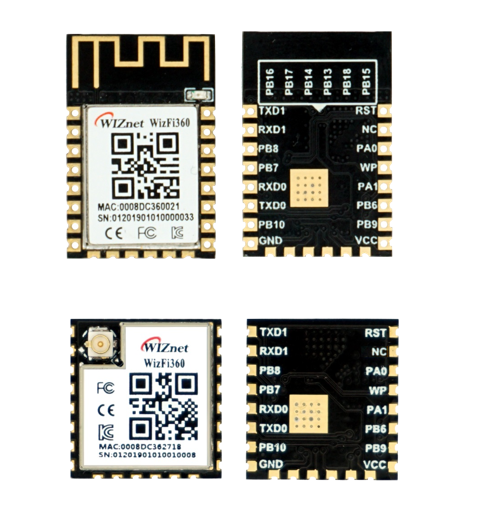 WIZnet WizFi360
MAC:0008DC360021
SN:01201901010000033
CE FC
PB16
PB17
PB14
PB13
PB18
PB15
TXD1 RST
RXD1 NC
PB8 PA0
PB7 WP
RXD0 PA1
TXD0 PB6
PB10 PB9
GND VCC
WIZnet
WizFi360
FC
CE
MAC:0008DC362718
SN:01201901010010008
TXD1 RST
RXD1 NC
PB8 PA0
PB7 WP
RXD0 PA1
TXD0 PB6
PB10 PB9
GND VCC